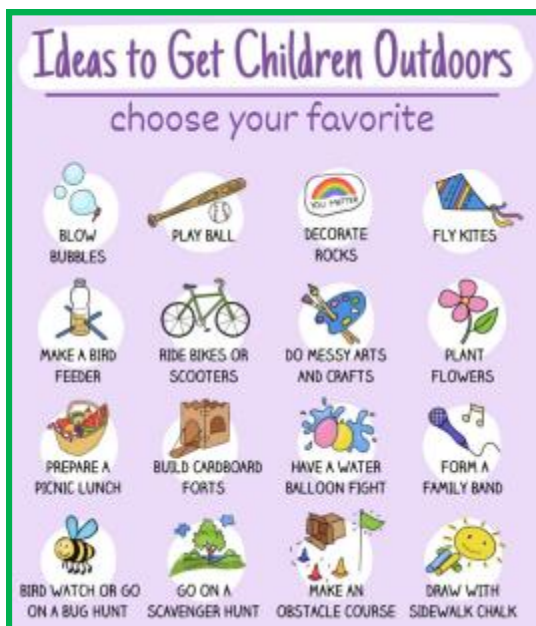 Ideas to Get Children Outdoors
choose your favorite
BLOW
BUBBLES
PLAY BALL
YOU MATTER
DECORATE
ROCKS
FLY KITES
MAKE A BIRD
FEEDER
RIDE BIKES OR
SCOOTERS
DO MESSY ARTS
AND CRAFTS
PLANT
FLOWERS
PREPARE A
PICNIC LUNCH
BUILD CARDBOARD
FORTS
HAVE A WATER
BALLOON FIGHT
FORM A
FAMILY BAND
BIRD WATCH OR GO
ON A BUG HUNT
GO ON A
SCAVENGER HUNT
MAKE AN
OBSTACLE COURSE
DRAW WITH
SIDEWALK CHALK